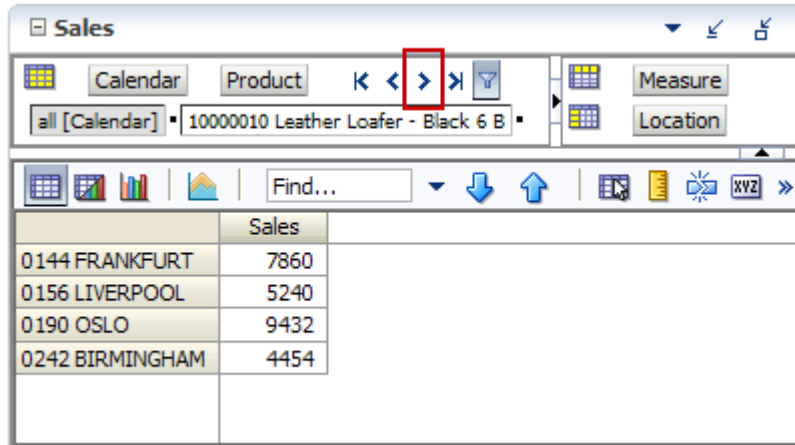 Sales
Calendar Product Measure
all [Calendar] 10000010 Leather Loafer - Black 6 B Location
Find... XYZ
Sales
0144 FRANKFURT 7860
0156 LIVERPOOL 5240
0190 OSLO 9432
0242 BIRMINGHAM 4454